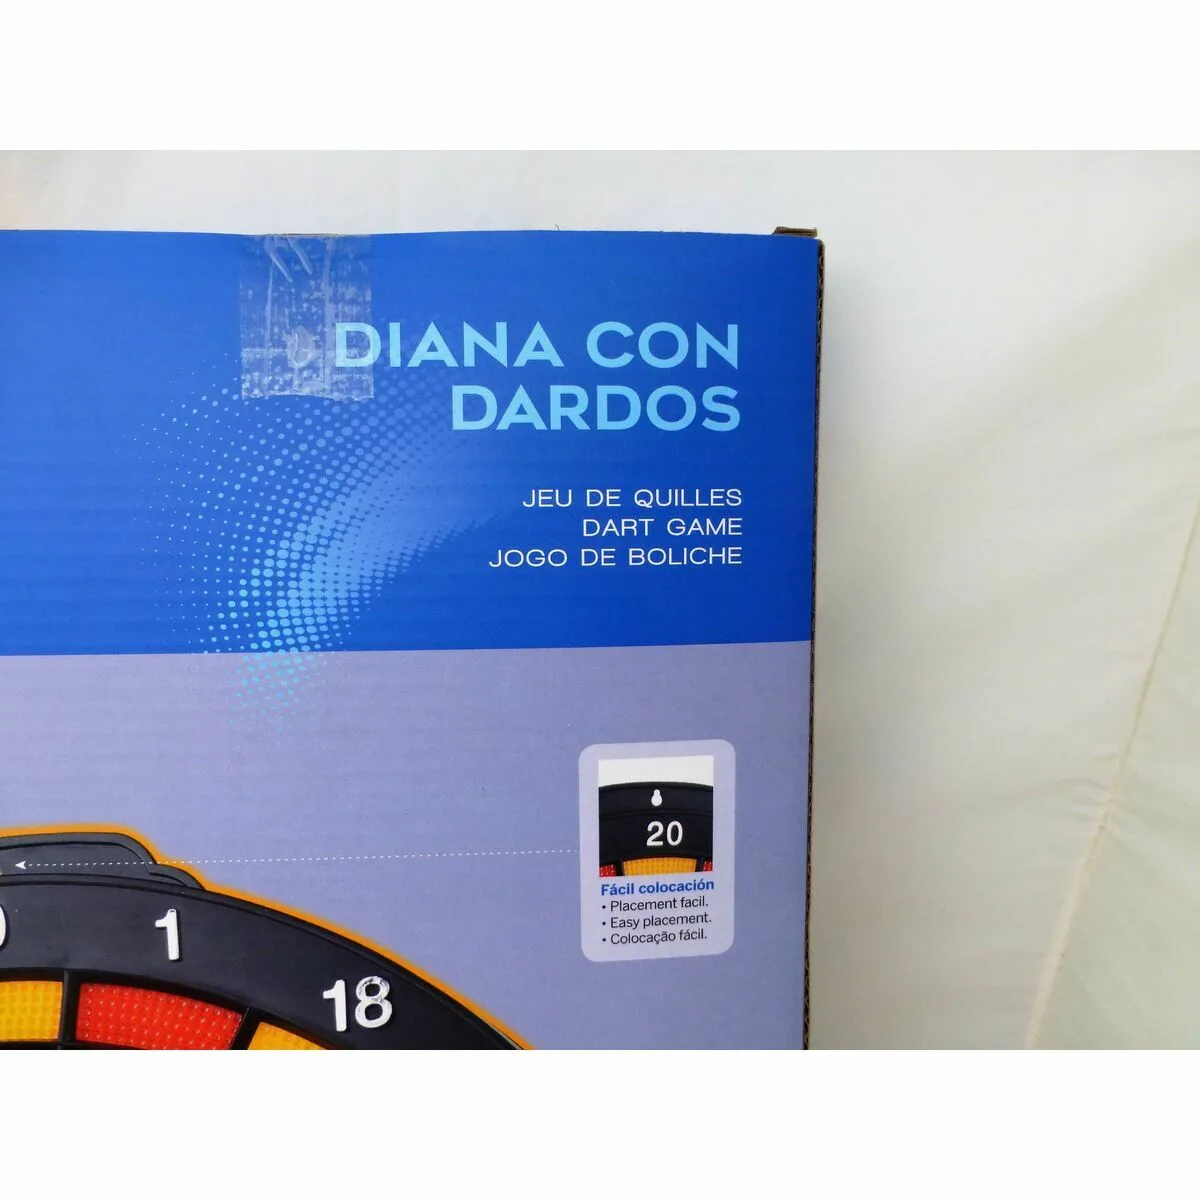 DIANA CON
DARDOS
JEU DE QUILLES
DART GAME
JOGO DE BOLICHE
20
Fácil colocación
• Placement facil.
• Easy placement.
• Colocação fácil.
1
18